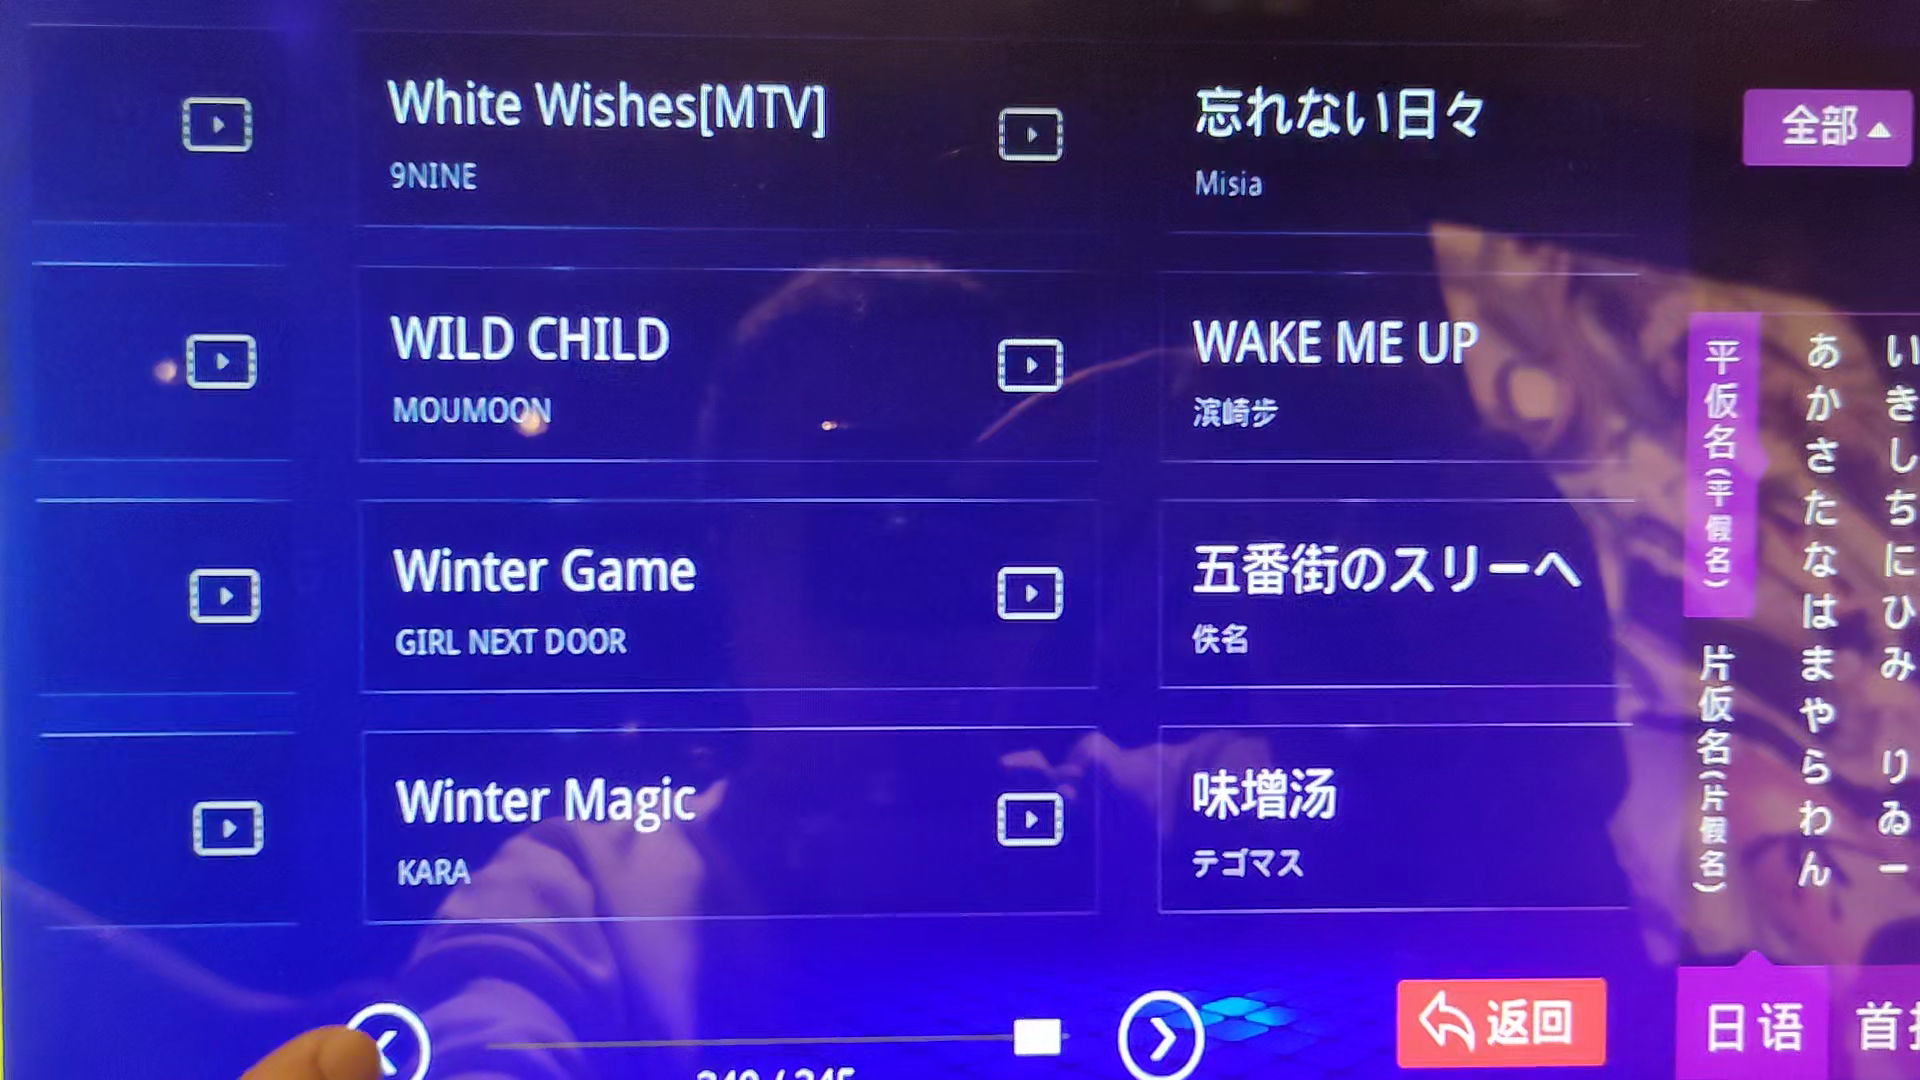 White Wishes[MTV]
9NINE
忘れない日々
Misia
WILD CHILD
MOUMOON
WAKE ME UP
滨崎步
Winter Game
GIRL NEXT DOOR
五番街のスリーへ
佚名
Winter Magic
KARA
味增汤
テゴマス
全部
平仮名(平假名)
片仮名(片假名)
あ い
か き
さ し
た ち
な に
は ひ
ま み
や
ら り
わ ゐ
ん ー
返回
日语
首